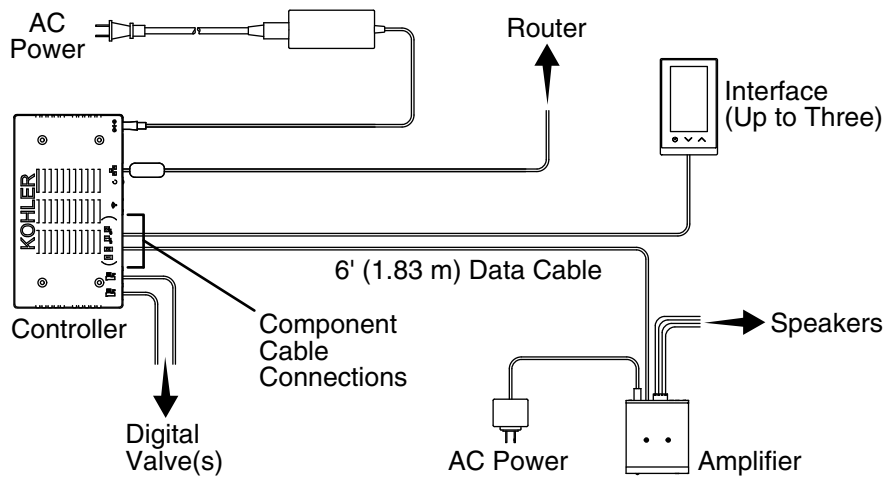 AC
Power
Router
Interface
(Up to Three)
KOHLER
6' (1.83 m) Data Cable
Controller
Component
Cable
Connections
Speakers
Digital
Valve(s)
AC Power
Amplifier